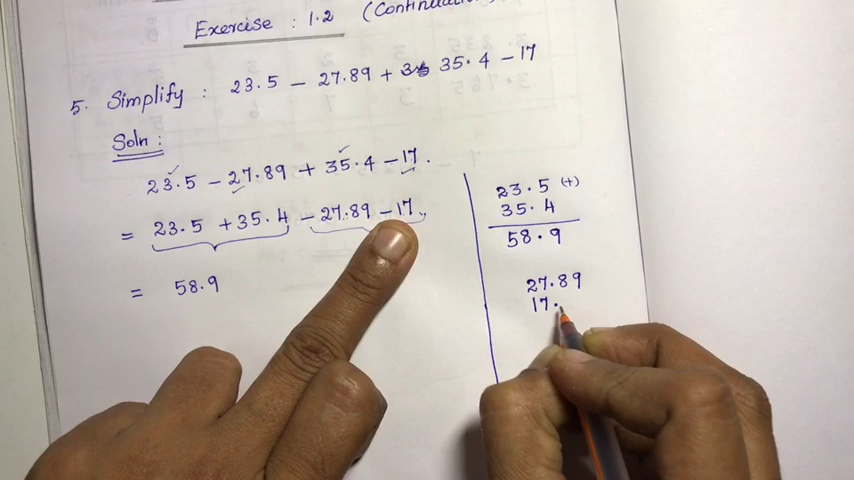 Exercise : 1.2 (Continuation)
5. Simplify : 23.5 - 27.89 + 35.4 - 17
Soln :
23.5 - 27.89 + 35.4 - 17.
= 23.5 + 35.4 - 27.89 - 17.
= 58.9
23.5 (+)
35.4
58.9
27.89
17.